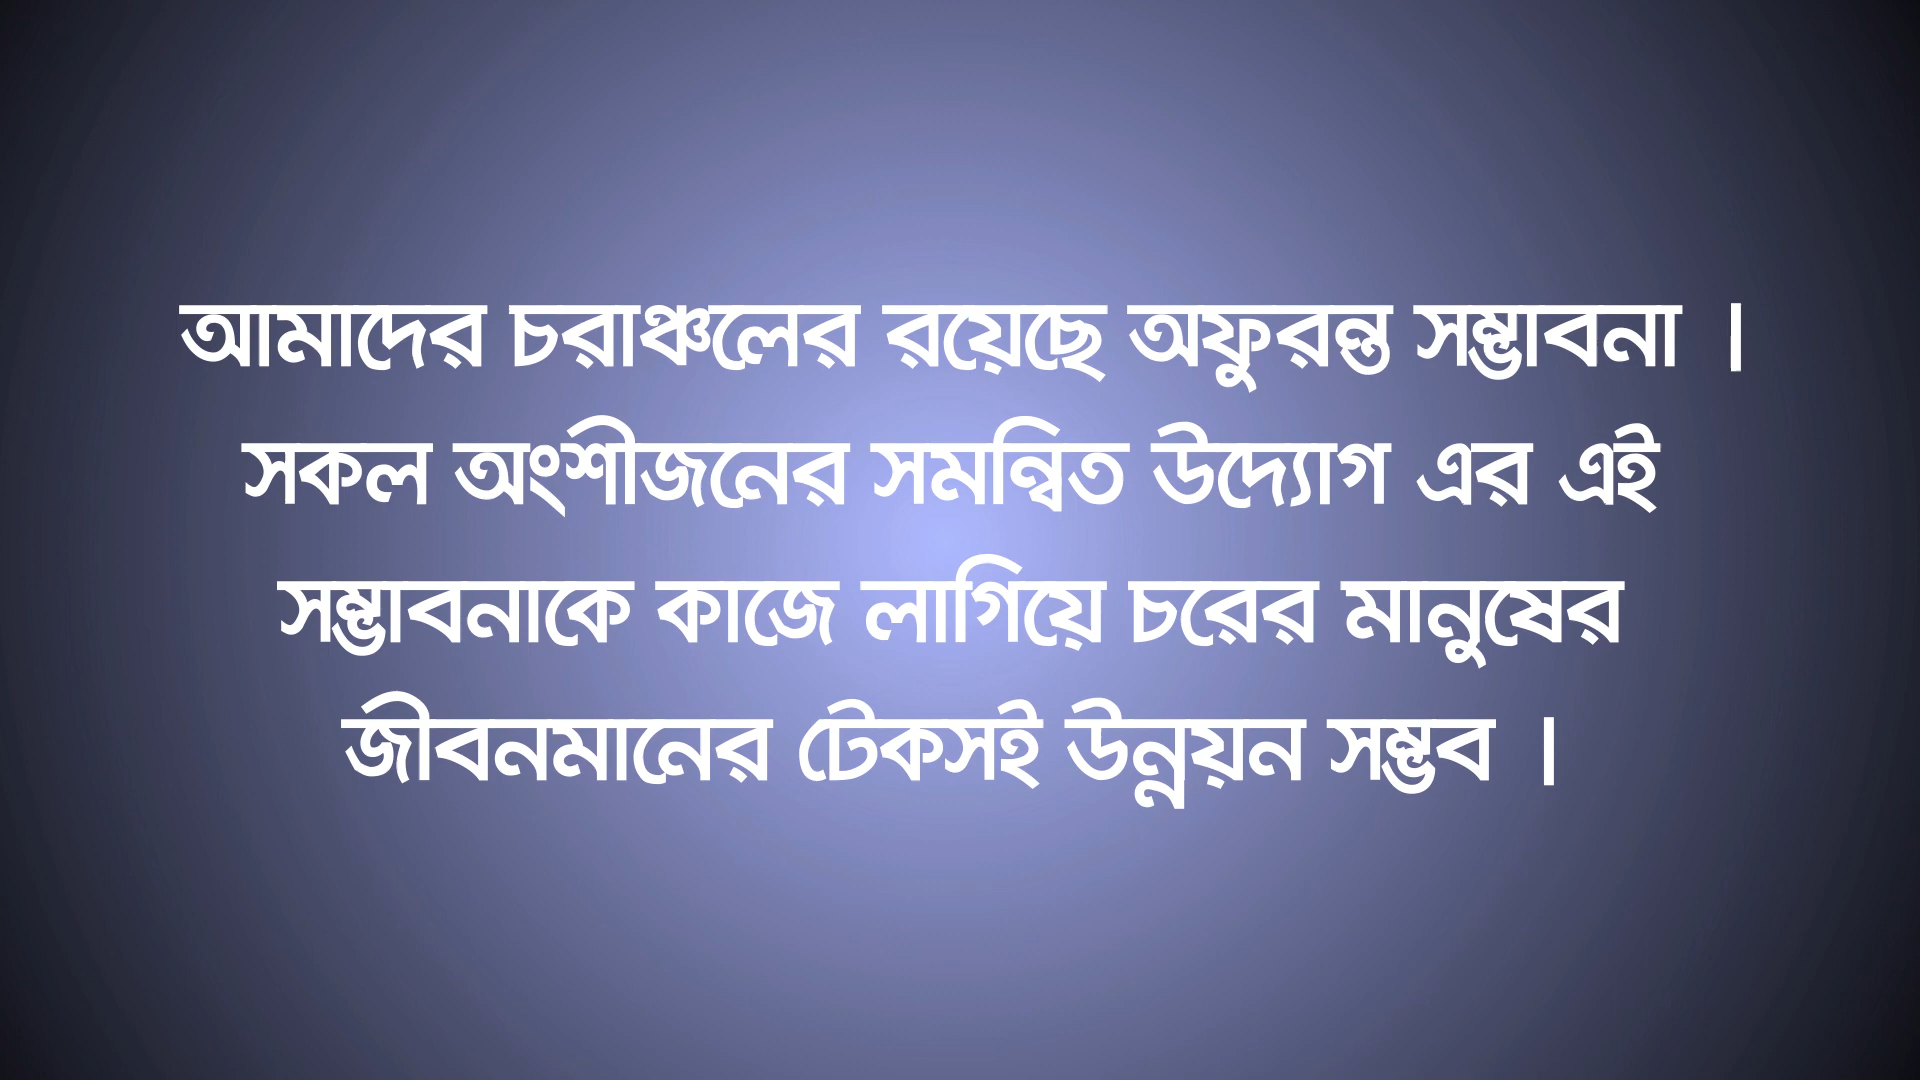 আমাদের চরাঞ্চলের রয়েছে অফুরন্ত সম্ভাবনা ।
সকল অংশীজনের সমন্বিত উদ্যোগ এর এই
সম্ভাবনাকে কাজে লাগিয়ে চরের মানুষের
জীবনমানের টেকসই উন্নয়ন সম্ভব ।